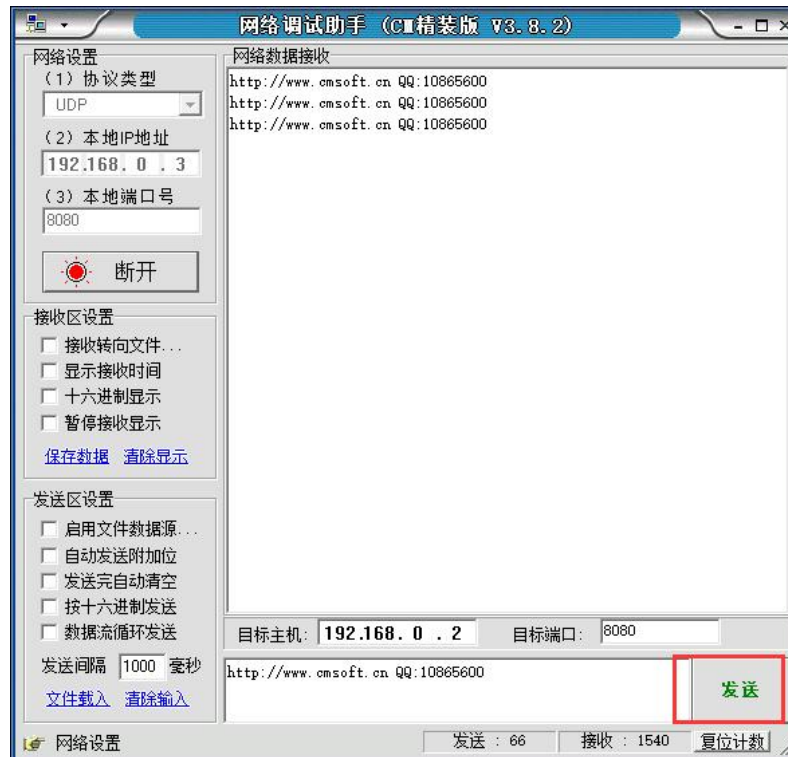 网络调试助手 (CM精装版 V3.8.2)
网络设置
(1) 协议类型
UDP
(2) 本地IP地址
192.168. 0 . 3
(3) 本地端口号
8080
断开
接收区设置
接收转向文件...
显示接收时间
十六进制显示
暂停接收显示
保存数据 清除显示
发送区设置
启用文件数据源...
自动发送附加位
发送完自动清空
按十六进制发送
数据流循环发送
发送间隔 1000 毫秒
文件载入 清除输入
网络数据接收
http://www.cmsoft.cn QQ:10865600
http://www.cmsoft.cn QQ:10865600
http://www.cmsoft.cn QQ:10865600
目标主机: 192.168. 0 . 2 目标端口: 8080
http://www.cmsoft.cn QQ:10865600
发送
网络设置 发送 : 66 接收 : 1540 复位计数